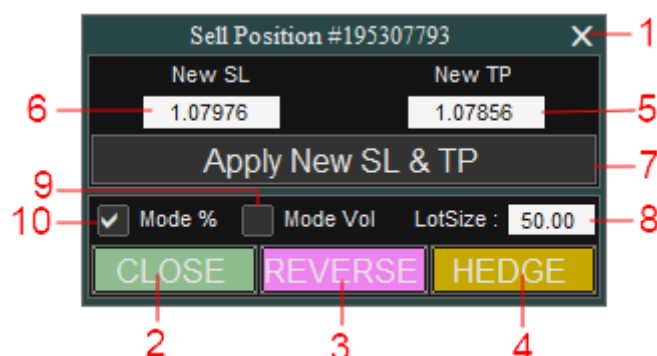 Sell Position #195307793 X 1
New SL New TP
6 1.07976 1.07856 5
Apply New SL & TP 7
9
10 Mode % Mode Vol LotSize : 50.00 8
CLOSE REVERSE HEDGE
2 3 4